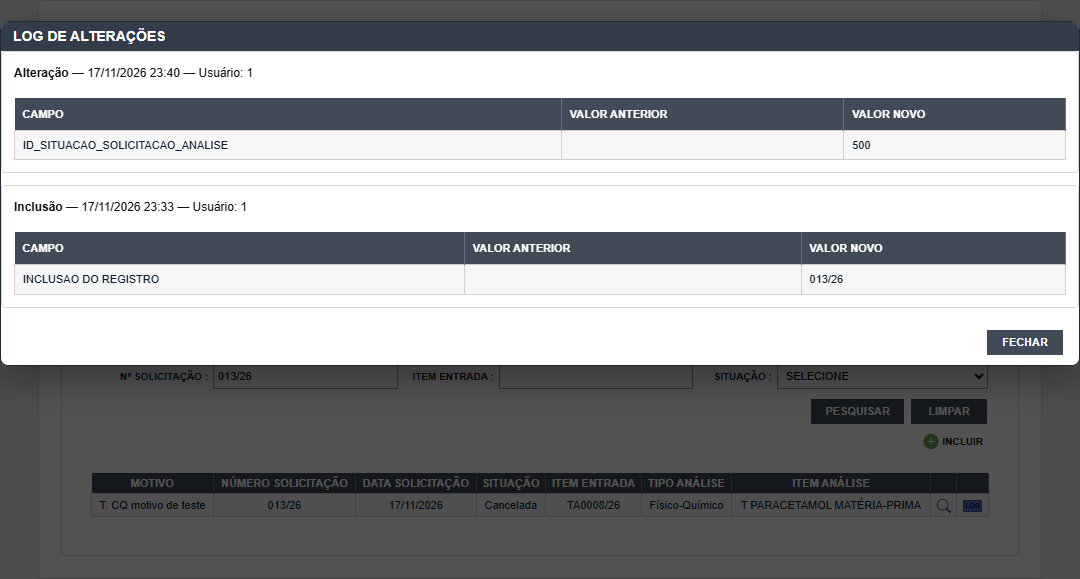 LOG DE ALTERAÇÕES
Alteração — 17/11/2026 23:40 — Usuário: 1
CAMPO VALOR ANTERIOR VALOR NOVO
ID_SITUACAO_SOLICITACAO_ANALISE 500
Inclusão — 17/11/2026 23:33 — Usuário: 1
CAMPO VALOR ANTERIOR VALOR NOVO
INCLUSAO DO REGISTRO 013/26
FECHAR
Nº SOLICITAÇÃO : 013/26 ITEM ENTRADA : SITUAÇÃO : SELECIONE
PESQUISAR LIMPAR
INCLUIR
MOTIVO NÚMERO SOLICITAÇÃO DATA SOLICITAÇÃO SITUAÇÃO ITEM ENTRADA TIPO ANÁLISE ITEM ANÁLISE
T. CQ motivo de teste 013/26 17/11/2026 Cancelada TA0008/26 Físico-Químico T PARACETAMOL MATÉRIA-PRIMA LOG